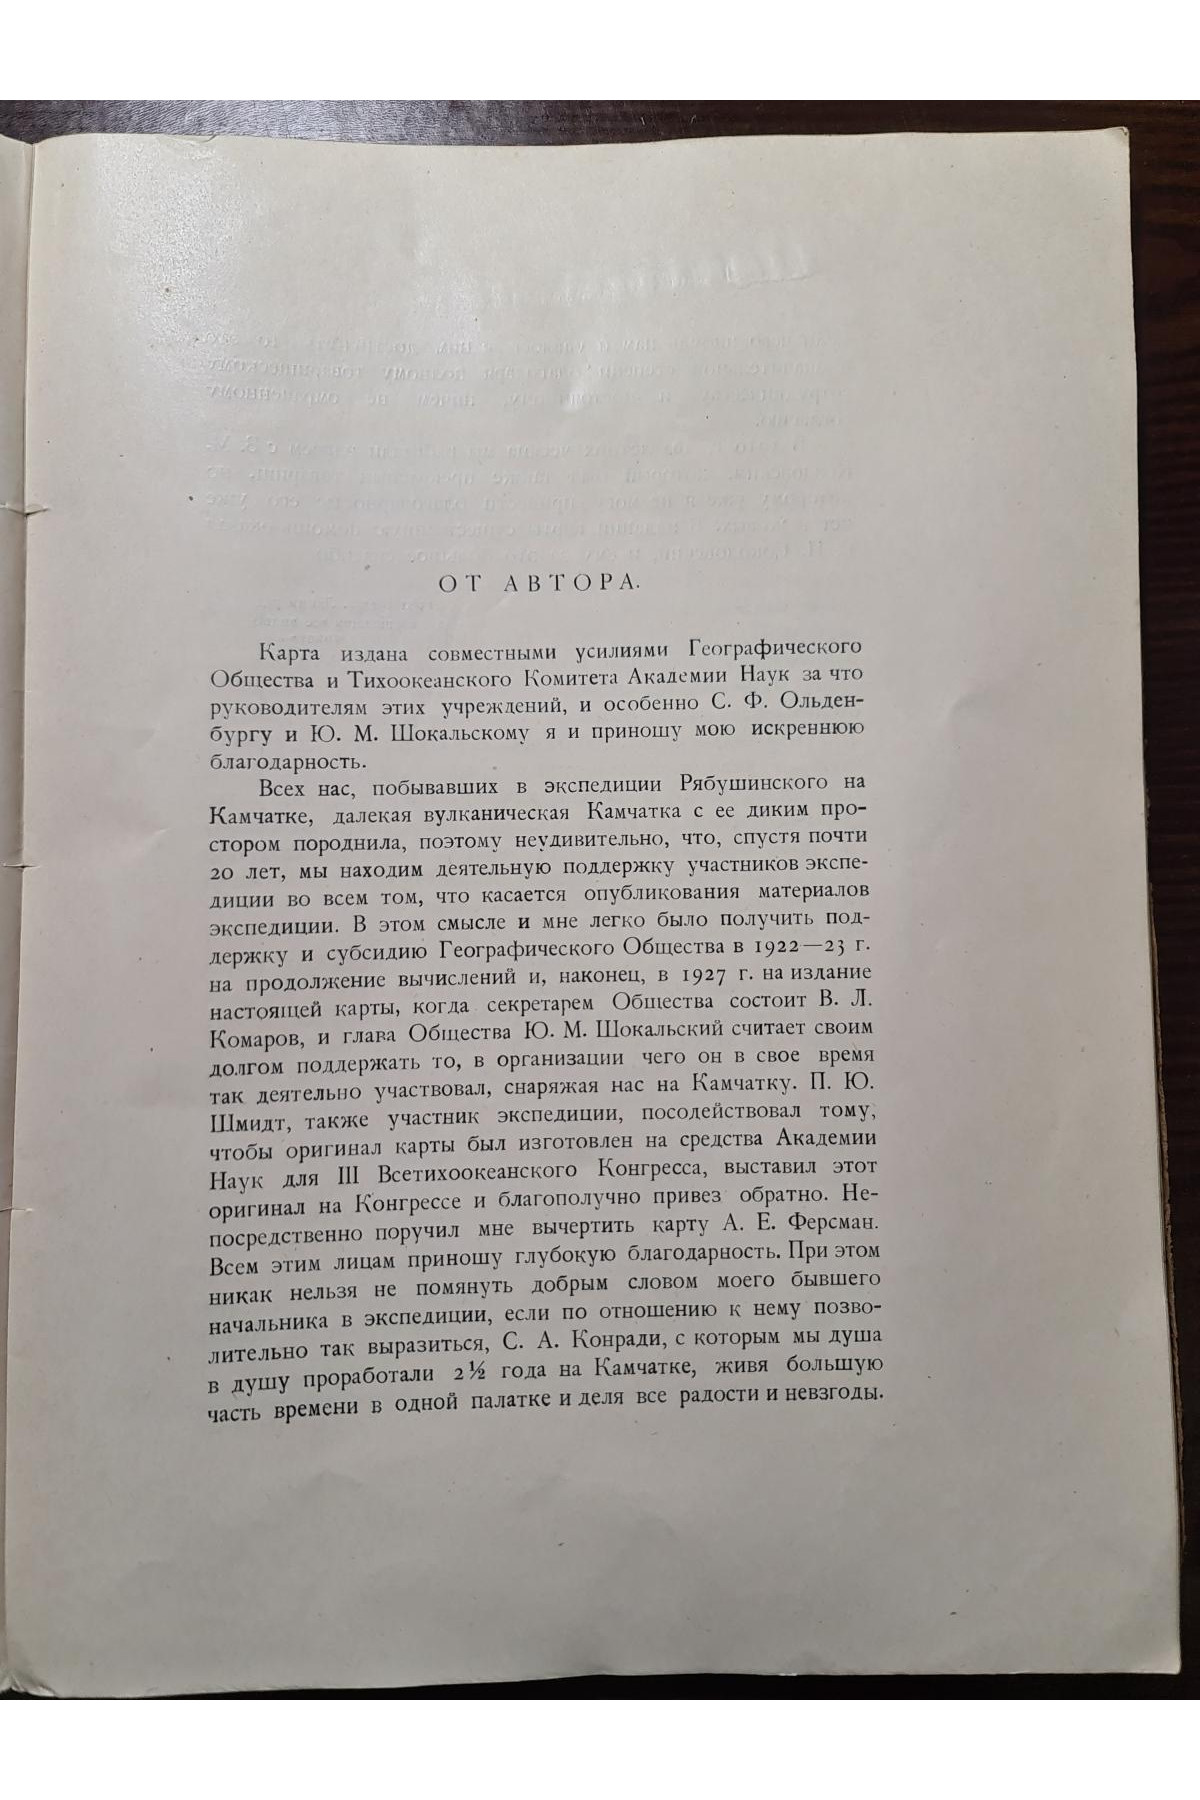 ОТ АВТОРА.
Карта издана совместными усилиями Географического
Общества и Тихоокеанского Комитета Академии Наук за что
руководителям этих учреждений, и особенно С. Ф. Ольден-
бургу и Ю. М. Шокальскому я и приношу мою искреннюю
благодарность.
Всех нас, побывавших в экспедиции Рябушинского на
Камчатке, далекая вулканическая Камчатка с ее диким про-
стором породнила, поэтому неудивительно, что, спустя почти
20 лет, мы находим деятельную поддержку участников экспе-
диции во всем том, что касается опубликования материалов
экспедиции. В этом смысле и мне легко было получить под-
держку и субсидию Географического Общества в 1922—23 г.
на продолжение вычислений и, наконец, в 1927 г. на издание
настоящей карты, когда секретарем Общества состоит В. Л.
Комаров, и глава Общества Ю. М. Шокальский считает своим
долгом поддержать то, в организации чего он в свое время
так деятельно участвовал, снаряжая нас на Камчатку. П. Ю.
Шмидт, также участник экспедиции, посодействовал тому,
чтобы оригинал карты был изготовлен на средства Академии
Наук для III Всетихоокеанского Конгресса, выставил этот
оригинал на Конгрессе и благополучно привез обратно. Не-
посредственно поручил мне вычертить карту А. Е. Ферсман.
Всем этим лицам приношу глубокую благодарность. При этом
никак нельзя не помянуть добрым словом моего бывшего
начальника в экспедиции, если по отношению к нему позво-
лительно так выразиться, С. А. Конради, с которым мы душа
в душу проработали 2½ года на Камчатке, живя большую
часть времени в одной палатке и деля все радости и невзгоды.